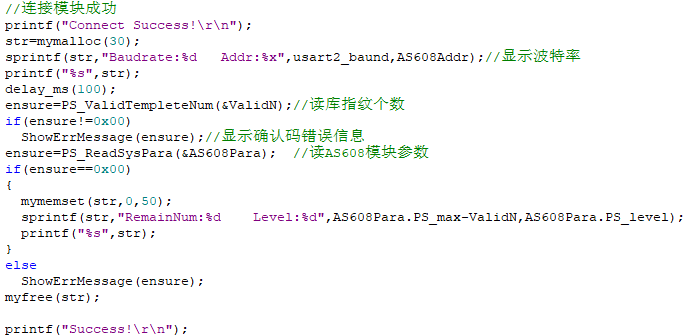 //连接模块成功
printf("Connect Success!\r\n");
str=mymalloc(30);
sprintf(str,"Baudrate:%d   Addr:%x",usart2_baund,AS608Addr);//显示波特率
printf("%s",str);
delay_ms(100);
ensure=PS_ValidTempleteNum(&ValidN);//读库指纹个数
if(ensure!=0x00)
  ShowErrMessage(ensure);//显示确认码错误信息
ensure=PS_ReadSysPara(&AS608Para);  //读AS608模块参数
if(ensure==0x00)
{
  mymemset(str,0,50);
  sprintf(str,"RemainNum:%d    Level:%d",AS608Para.PS_max-ValidN,AS608Para.PS_level);
  printf("%s",str);
}
else
  ShowErrMessage(ensure);
myfree(str);
printf("Success!\r\n");